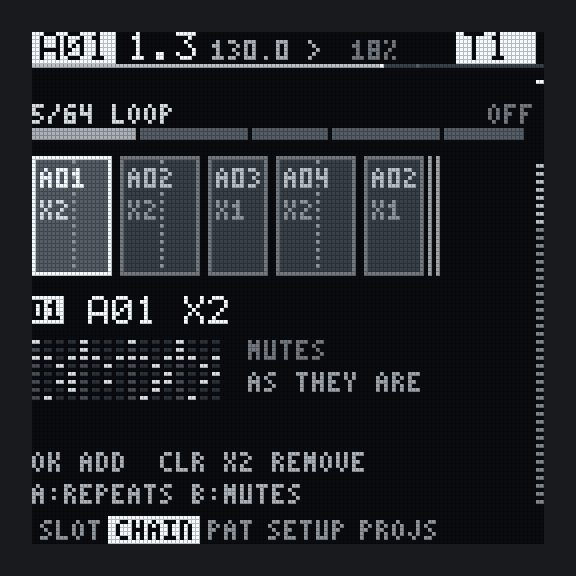 A01 1.3 130.0 > 18% T1
5/64 LOOP OFF
A01 A02 A03 A04 A02
X2 X2 X1 X2 X1
01 A01 X2
MUTES
AS THEY ARE
OK ADD CLR X2 REMOVE
A:REPEATS B:MUTES
SLOT CHAIN PAT SETUP PROJS